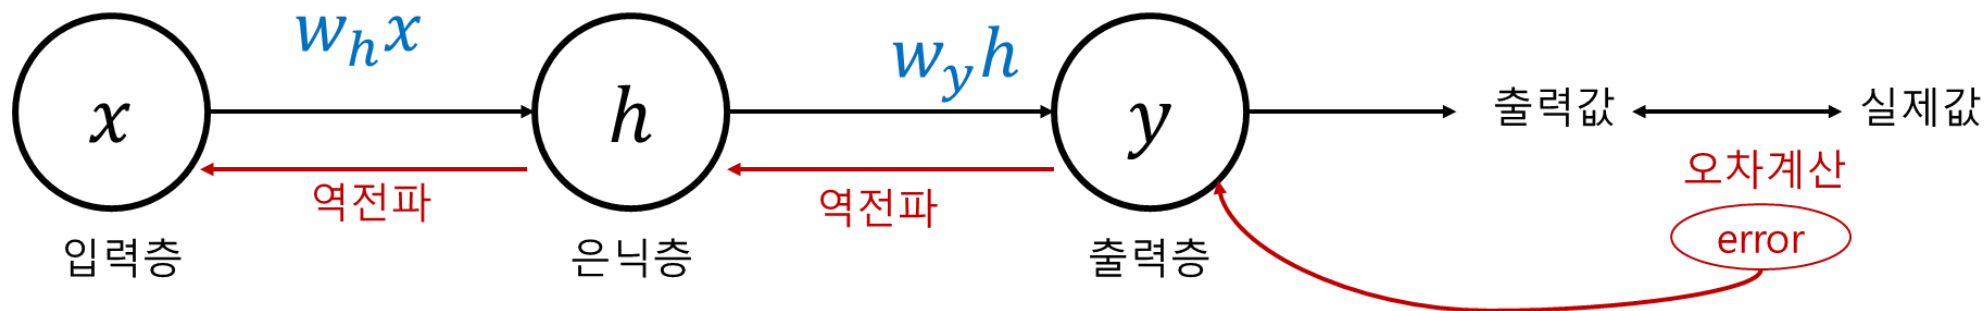 w_h x
w_y h
x
h
y
출력값
실제값
오차계산
역전파
역전파
error
입력층
은닉층
출력층